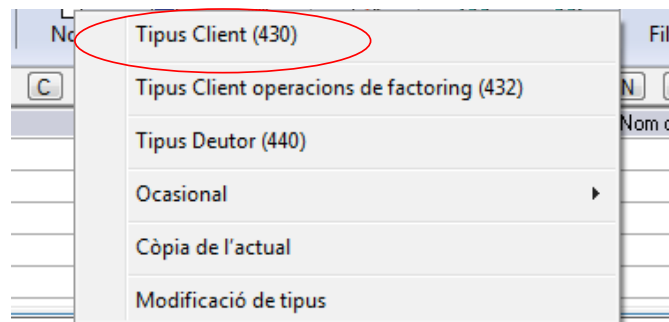 Tipus Client (430)
C
Tipus Client operacions de factoring (432)
N
Tipus Deutor (440)
Ocasional
Còpia de l'actual
Modificació de tipus